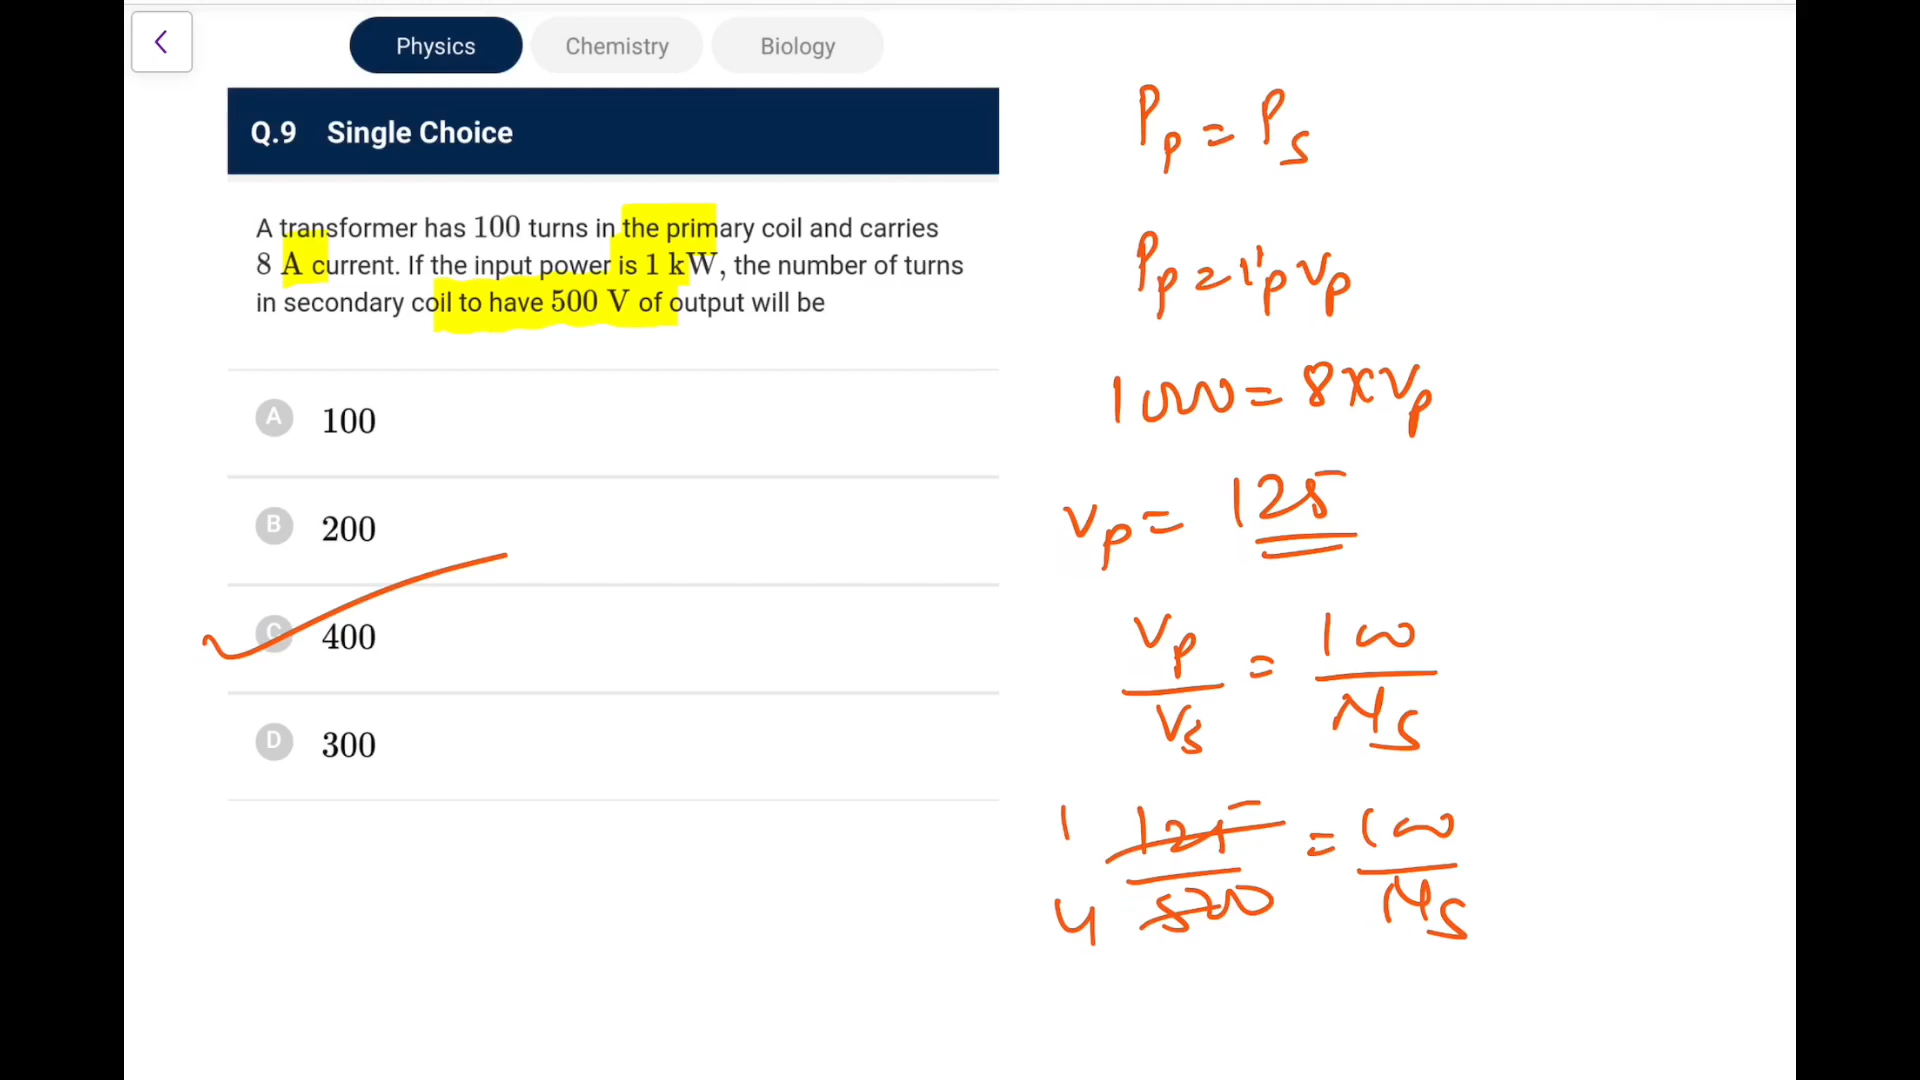 Physics Chemistry Biology
Q.9 Single Choice
A transformer has 100 turns in the primary coil and carries
8 A current. If the input power is 1 kW, the number of turns
in secondary coil to have 500 V of output will be
A 100
B 200
C 400
D 300
Pp = Ps
Pp = ip vp
1000 = 8 x Vp
Vp = 125
Vp/Vs = 100/Ns
1 125/500 = 100/Ns
4